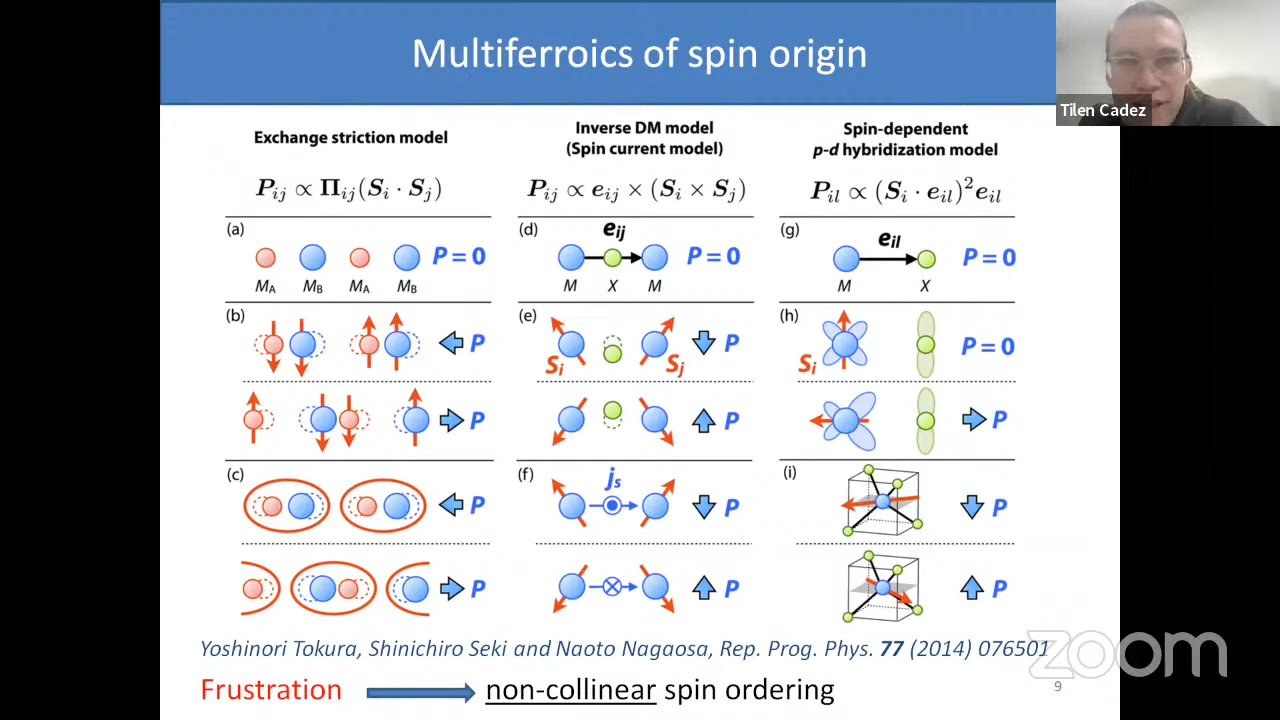 Multiferroics of spin origin
Tilen Cadez
Exchange striction model
P_ij ∝ Π_ij(S_i · S_j)
(a)
P = 0
M_A M_B M_A M_B
(b)
P
P
(c)
P
P
Inverse DM model
(Spin current model)
P_ij ∝ e_ij × (S_i × S_j)
(d)
e_ij
P = 0
M X M
(e)
S_i
S_j
P
P
(f)
j_s
P
P
Spin-dependent
p-d hybridization model
P_il ∝ (S_i · e_il)²e_il
(g)
e_il
P = 0
M X
(h)
S_i
P = 0
P
(i)
P
P
Yoshinori Tokura, Shinichiro Seki and Naoto Nagaosa, Rep. Prog. Phys. 77 (2014) 076501
zoom
Frustration non-collinear spin ordering
9